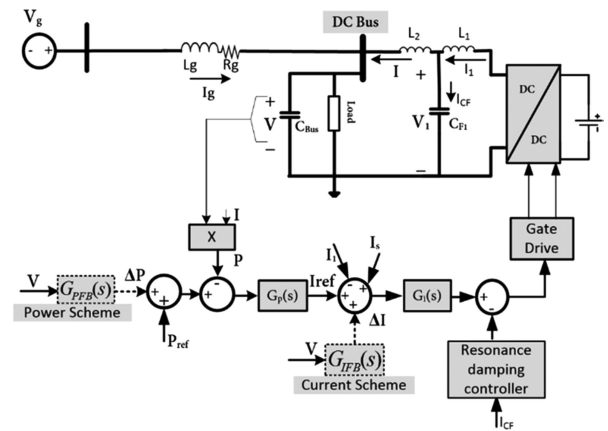 Vg
DC Bus
L2
L1
Lg
Rg
Ig
I
I1
+
-
+
V
CBus
Load
+
V1
ICF
CF1
DC
DC
+
-
−
−
I
X
P
Gate
Drive
V
GPFB(s)
ΔP
Power Scheme
+
+
Pref
+
-
Gp(s)
Iref
I1
Is
-
+
+
+
ΔI
Gi(s)
+
-
V
GIFB(s)
Current Scheme
Resonance
damping
controller
ICF